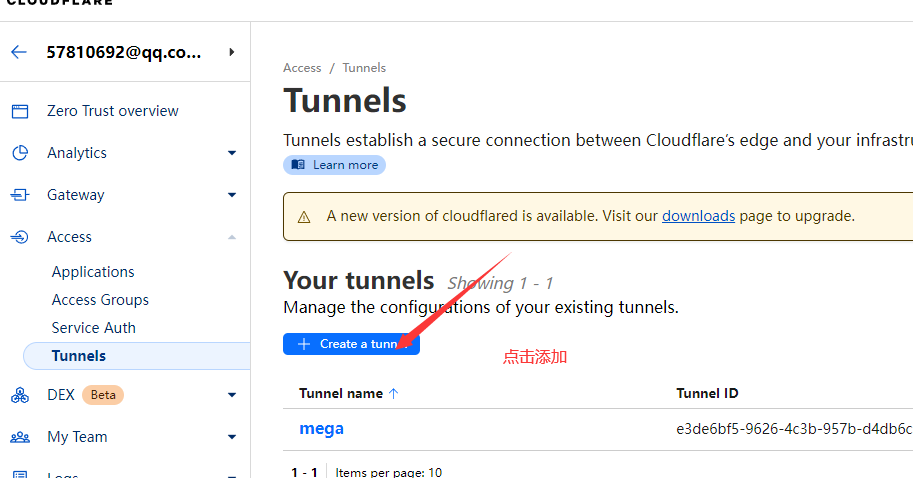 CLOUDFLARE
57810692@qq.co...
Zero Trust overview
Analytics
Gateway
Access
Applications
Access Groups
Service Auth
Tunnels
DEX Beta
My Team
Logs
Access / Tunnels
Tunnels
Tunnels establish a secure connection between Cloudflare's edge and your infrastru
Learn more
A new version of cloudflared is available. Visit our downloads page to upgrade.
Your tunnels Showing 1 - 1
Manage the configurations of your existing tunnels.
+ Create a tunnel
点击添加
Tunnel name ↑ Tunnel ID
mega e3de6bf5-9626-4c3b-957b-d4db6c
1 - 1 Items per page: 10